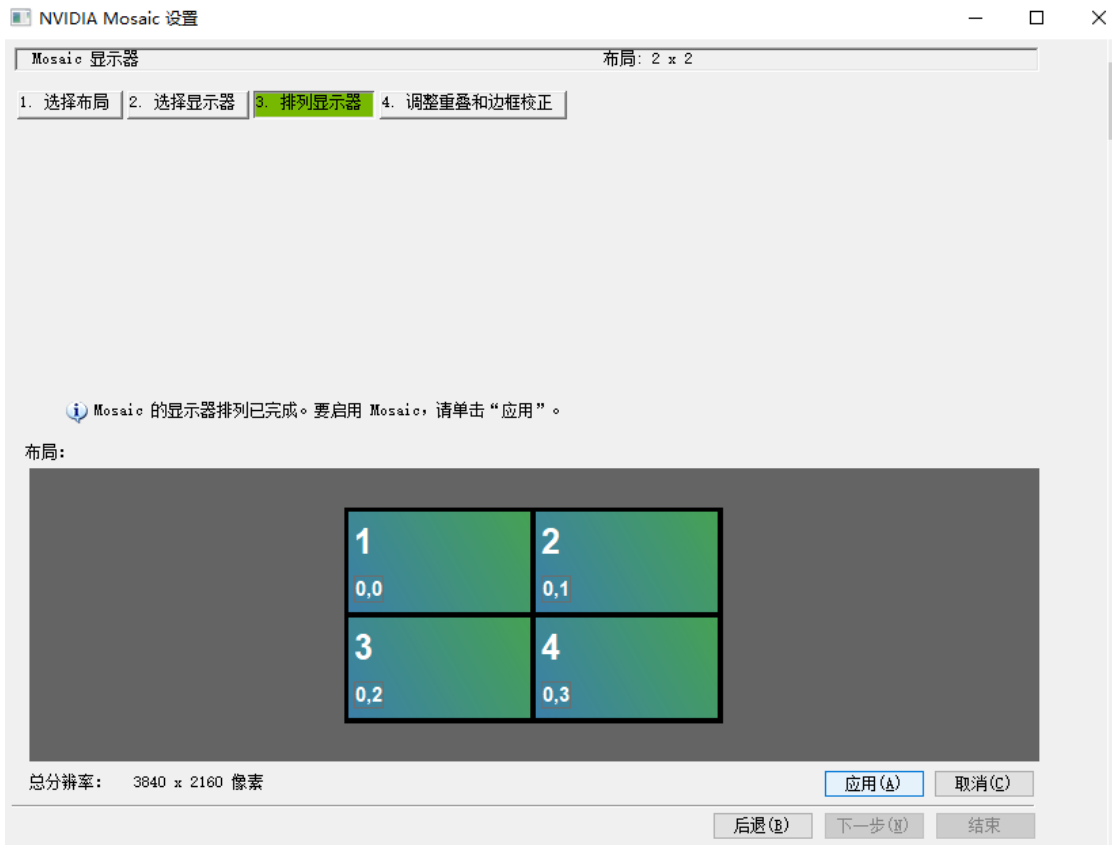 NVIDIA Mosaic 设置
Mosaic 显示器 布局: 2 x 2
1. 选择布局 2. 选择显示器 3. 排列显示器 4. 调整重叠和边框校正
Mosaic 的显示器排列已完成。要启用 Mosaic，请单击“应用”。
布局:
1 2
0,0 0,1
3 4
0,2 0,3
总分辨率: 3840 x 2160 像素 应用(A) 取消(C)
后退(B) 下一步(N) 结束